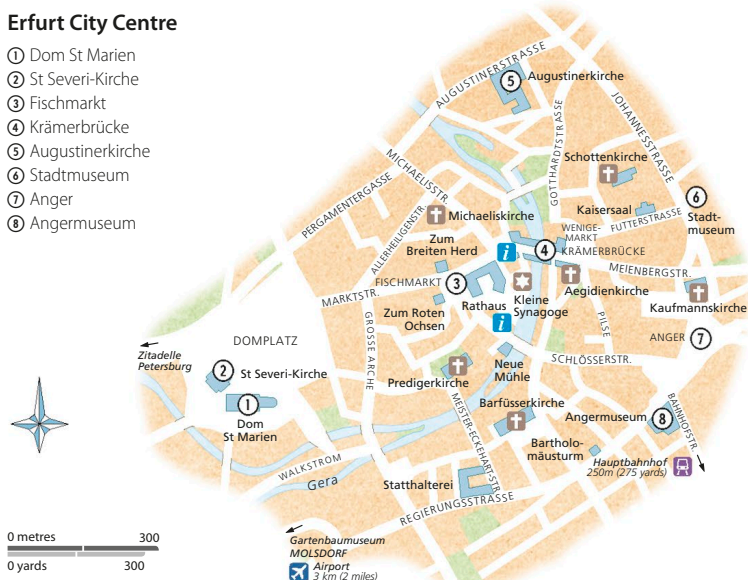 Erfurt City Centre
1 Dom St Marien
2 St Severi-Kirche
3 Fischmarkt
4 Krämerbrücke
5 Augustinerkirche
6 Stadtmuseum
7 Anger
8 Angermuseum
AUGUSTINERSTRASSE
5
Augustinerkirche
JOHANNESSTRASSE
GOTTHARDTSTRASSE
MICHAELISSTR.
Schottenkirche
PERGAMENTERGASSE
ALLERHEILIGENSTR.
Michaeliskirche
Kaisersaal
6
Stadt-
museum
FUTTERSTRASSE
WENIGE-
MARKT
Zum
Breiten Herd
i
4
KRÄMERBRÜCKE
MEIENBERGSTR.
FISCHMARKT
3
Rathaus
Kleine
Synagoge
Aegidienkirche
Kaufmannskirche
MARKTSTR.
Zum Roten
Ochsen
i
PILSE
ANGER
7
GROSSE ARCHE
DOMPLATZ
Zitadelle
Petersburg
2
St Severi-Kirche
Predigerkirche
Neue
Mühle
SCHLÖSSERSTR.
1
Dom
St Marien
MEISTER-ECKEHART-STR.
Barfüsserkirche
Angermuseum
8
BAHNHOFSTR.
Bartholo-
mäusturm
Hauptbahnhof
250m (275 yards)
WALKSTROM
Gera
Statthalterei
REGIERUNGSSTRASSE
Gartenbaumuseum
MOLSDORF
Airport
3 km (2 miles)
0 metres 300
0 yards 300